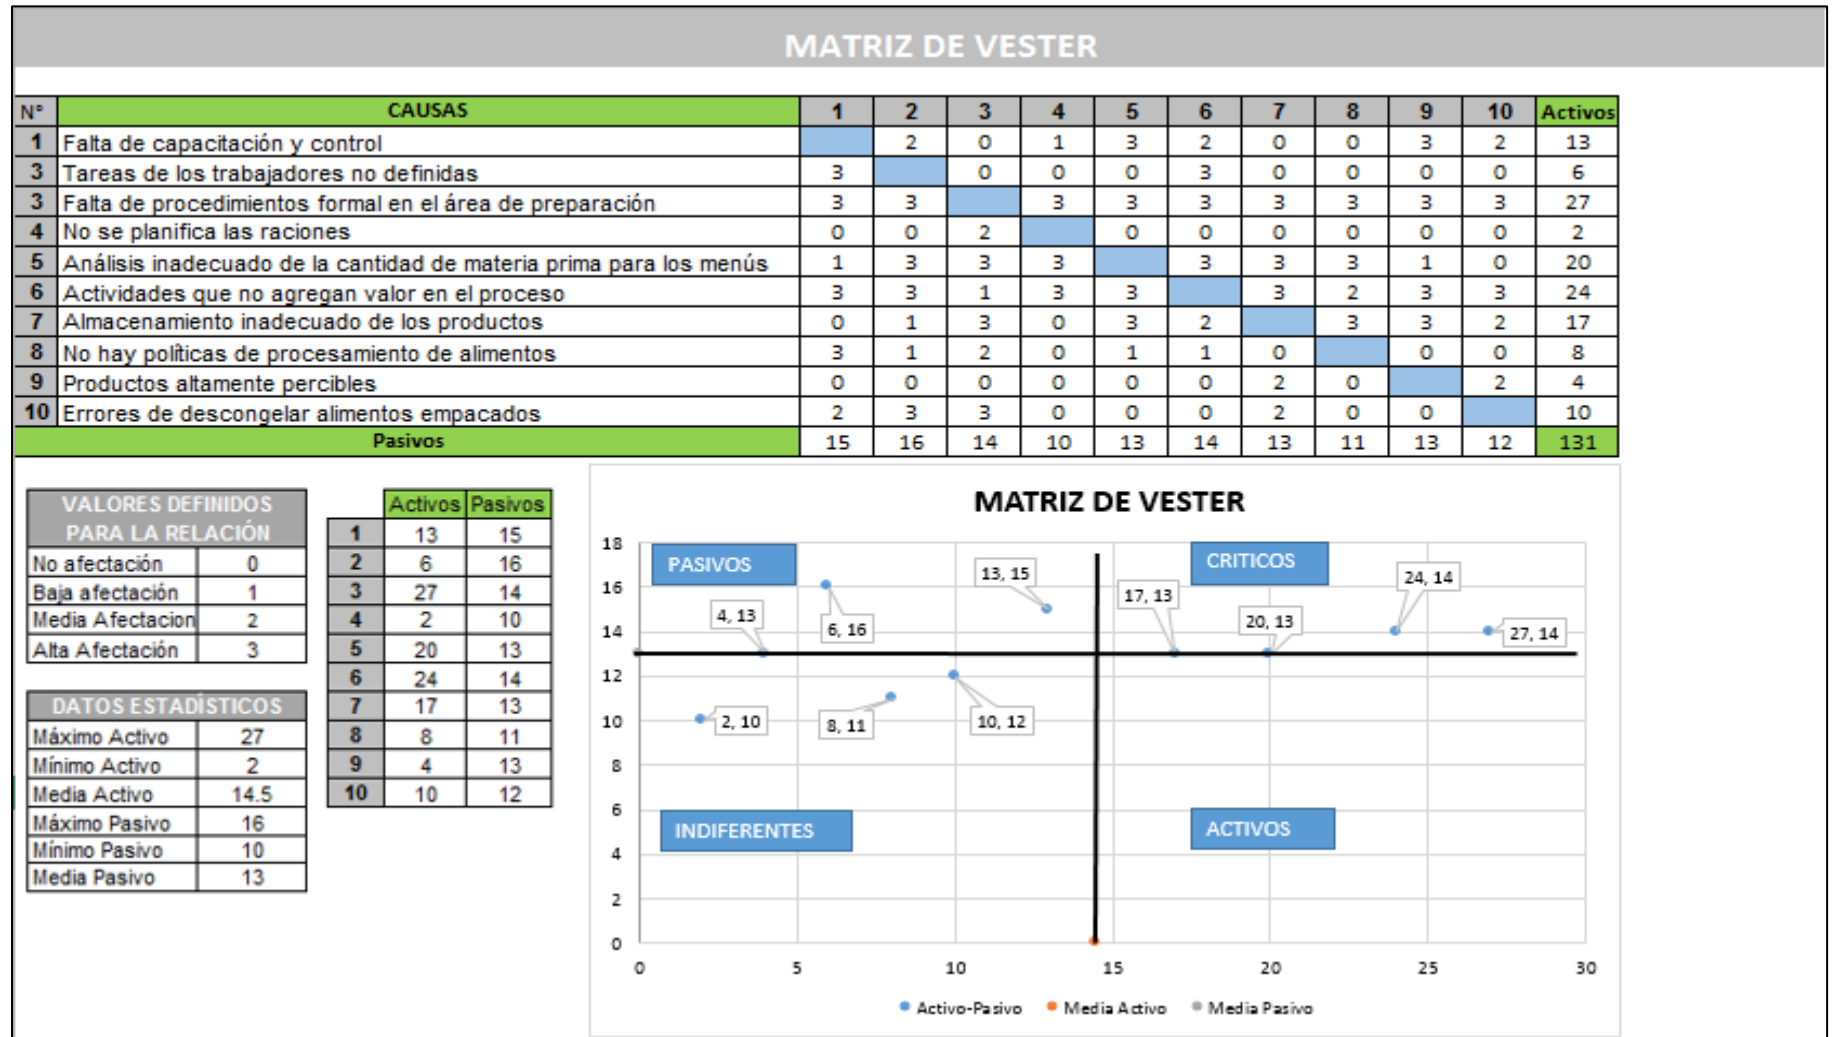 MATRIZ DE VESTER
N° CAUSAS 1 2 3 4 5 6 7 8 9 10 Activos
1 Falta de capacitación y control 2 0 1 3 2 0 0 3 2 13
3 Tareas de los trabajadores no definidas 3 0 0 0 3 0 0 0 0 6
3 Falta de procedimientos formal en el área de preparación 3 3 3 3 3 3 3 3 3 27
4 No se planifica las raciones 0 0 2 0 0 0 0 0 0 2
5 Análisis inadecuado de la cantidad de materia prima para los menús 1 3 3 3 3 3 3 1 0 20
6 Actividades que no agregan valor en el proceso 3 3 1 3 3 3 2 3 3 24
7 Almacenamiento inadecuado de los productos 0 1 3 0 3 2 3 3 2 17
8 No hay políticas de procesamiento de alimentos 3 1 2 0 1 1 0 0 0 8
9 Productos altamente percibles 0 0 0 0 0 0 2 0 2 4
10 Errores de descongelar alimentos empacados 2 3 3 0 0 0 2 0 0 10
Pasivos 15 16 14 10 13 14 13 11 13 12 131
VALORES DEFINIDOS
PARA LA RELACIÓN
No afectación 0
Baja afectación 1
Media Afectacion 2
Alta Afectación 3
DATOS ESTADÍSTICOS
Máximo Activo 27
Mínimo Activo 2
Media Activo 14.5
Máximo Pasivo 16
Mínimo Pasivo 10
Media Pasivo 13
Activos Pasivos
1 13 15
2 6 16
3 27 14
4 2 10
5 20 13
6 24 14
7 17 13
8 8 11
9 4 13
10 10 12
MATRIZ DE VESTER
18
16
14
12
10
8
6
4
2
0
PASIVOS
CRITICOS
13, 15
24, 14
17, 13
4, 13
6, 16
20, 13
27, 14
2, 10
8, 11
10, 12
INDIFERENTES
ACTIVOS
0 5 10 15 20 25 30
Activo-Pasivo Media Activo Media Pasivo